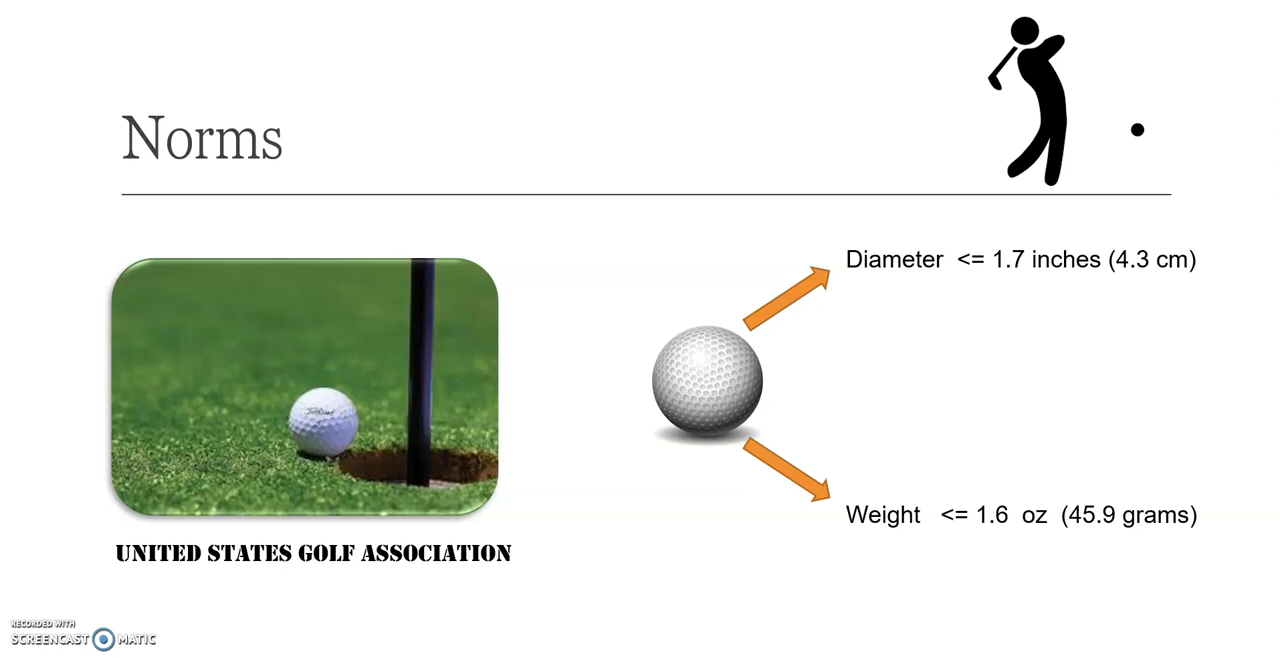 Norms
Diameter <= 1.7 inches (4.3 cm)
Weight <= 1.6 oz (45.9 grams)
UNITED STATES GOLF ASSOCIATION
RECORDED WITH
SCREENCAST MATIC